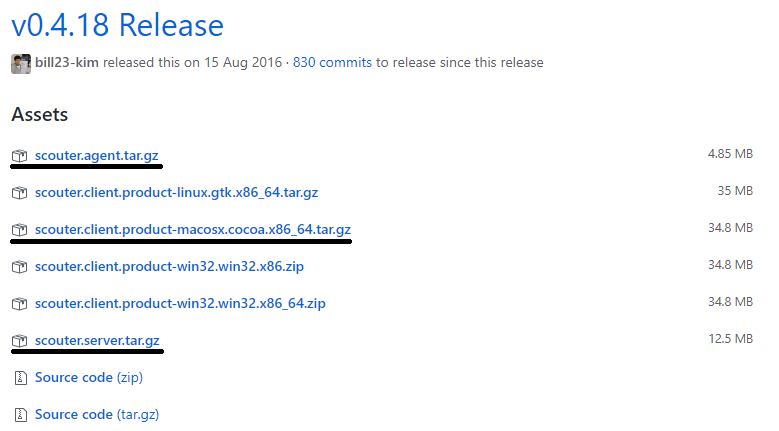 v0.4.18 Release
bill23-kim released this on 15 Aug 2016 · 830 commits to release since this release
Assets
scouter.agent.tar.gz 4.85 MB
scouter.client.product-linux.gtk.x86_64.tar.gz 35 MB
scouter.client.product-macosx.cocoa.x86_64.tar.gz 34.8 MB
scouter.client.product-win32.win32.x86.zip 34.8 MB
scouter.client.product-win32.win32.x86_64.zip 34.8 MB
scouter.server.tar.gz 12.5 MB
Source code (zip)
Source code (tar.gz)